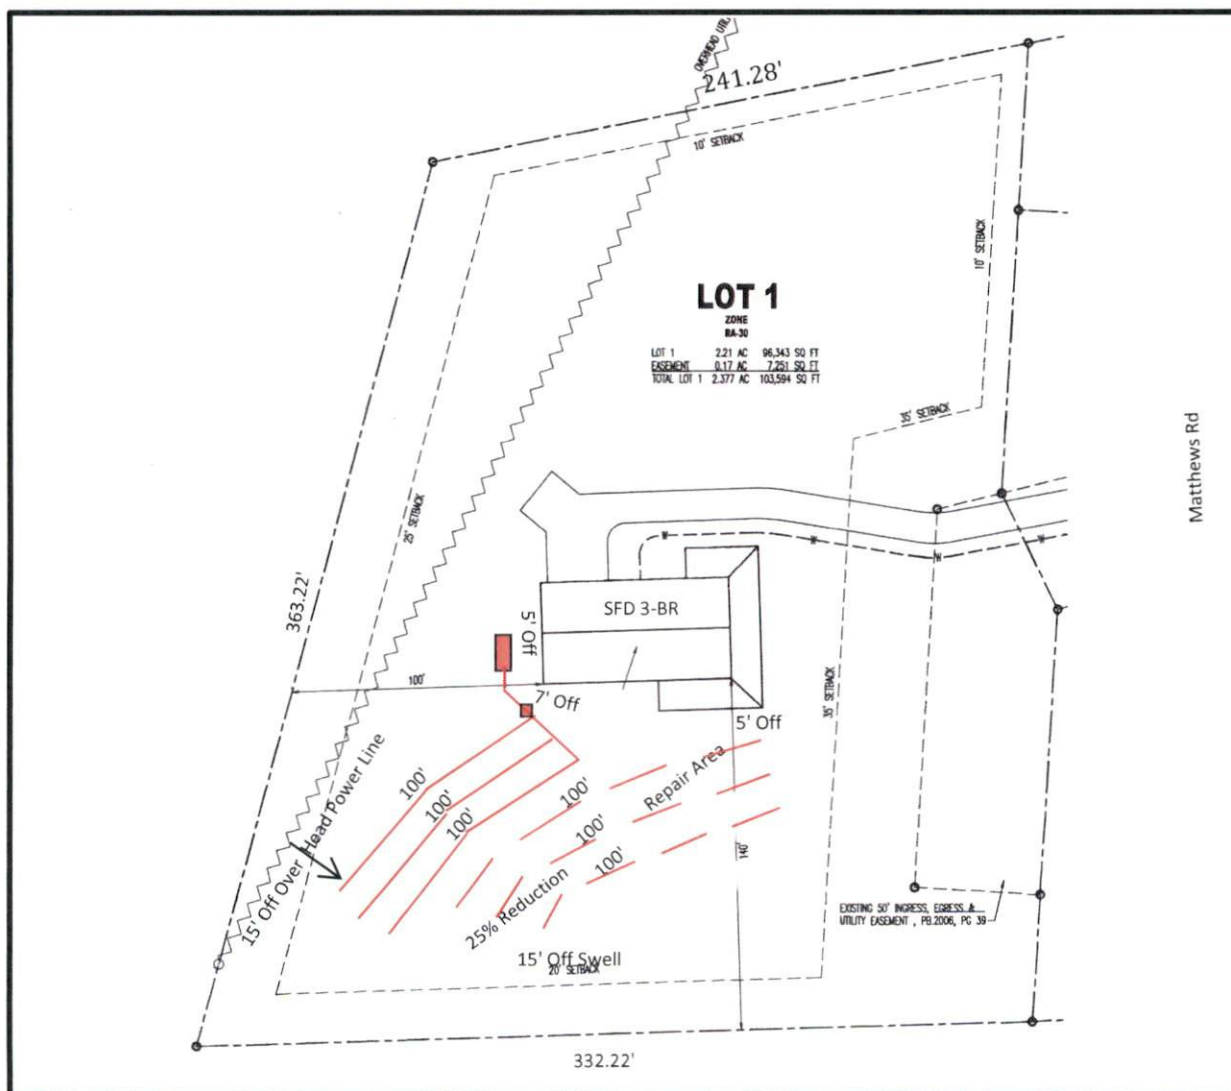 OVERHEAD UTIL
241.28'
10' SETBACK
10' SETBACK
LOT 1
ZONE
RA-30
LOT 1 2.21 AC 96,343 SQ FT
EASEMENT 0.17 AC 7,251 SQ FT
TOTAL LOT 1 2.377 AC 103,594 SQ FT
35' SETBACK
Matthews Rd
25' SETBACK
363.22'
W
W
W
W
SFD 3-BR
5' Off
100'
7' Off
5' Off
35' SETBACK
15' Off Over Head Power Line
100'
100'
100'
100'
100'
100'
Repair Area
25% Reduction
140'
EXISTING 50' INGRESS, EGRESS &
UTILITY EASEMENT , PB.2006, PG 39
15' Off Swell
20' SETBACK
332.22'